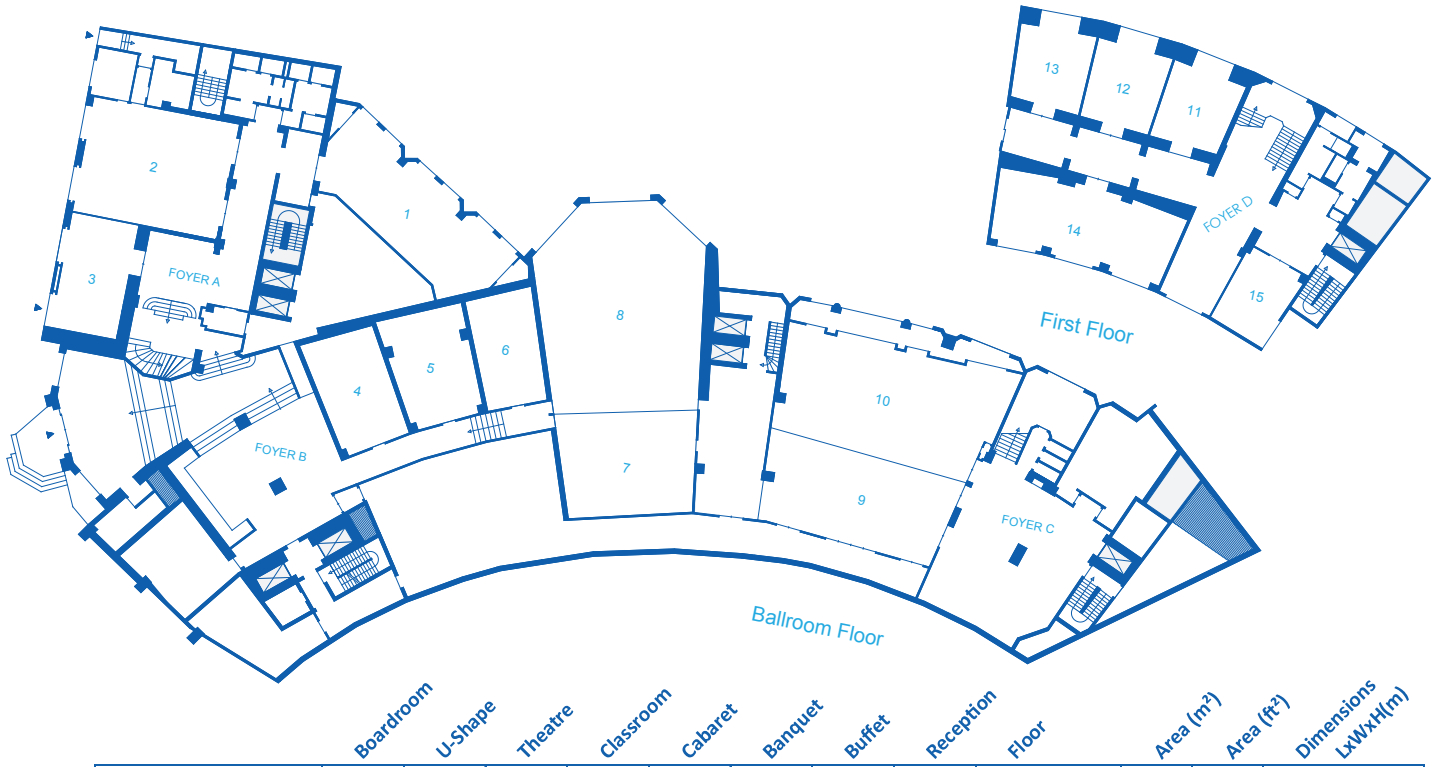 13
12
11
2
1
FOYER D
14
3
FOYER A
15
8
First Floor
6
5
4
10
FOYER B
7
9
FOYER C
Ballroom Floor
Boardroom
U-Shape
Theatre
Classroom
Cabaret
Banquet
Buffet
Reception
Floor
Area (m²)
Area (ft²)
Dimensions
LxWxH(m)